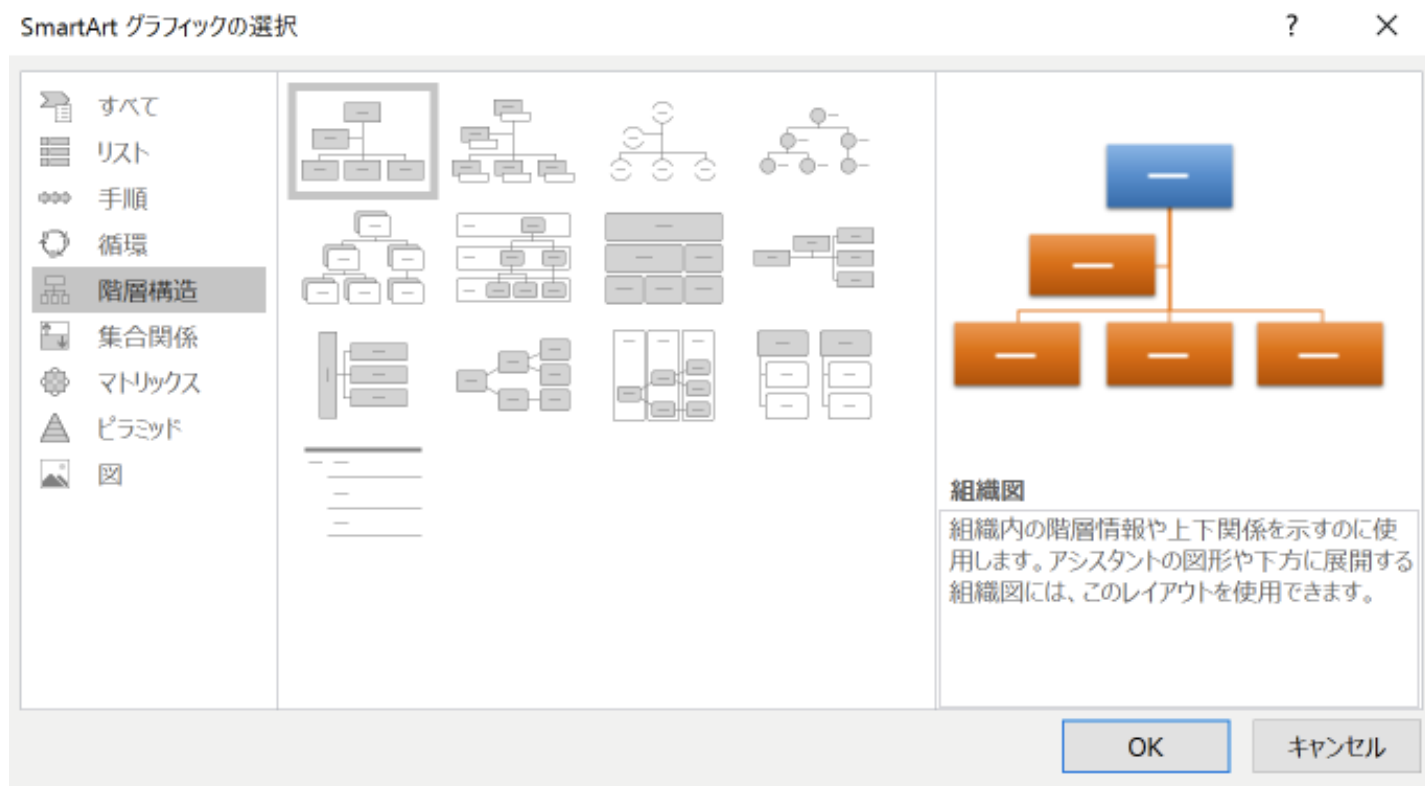 SmartArt グラフィックの選択
?
すべて
リスト
手順
循環
階層構造
集合関係
マトリックス
ピラミッド
図
組織図
組織内の階層情報や上下関係を示すのに使
用します。アシスタントの図形や下方に展開する
組織図には、このレイアウトを使用できます。
OK
キャンセル